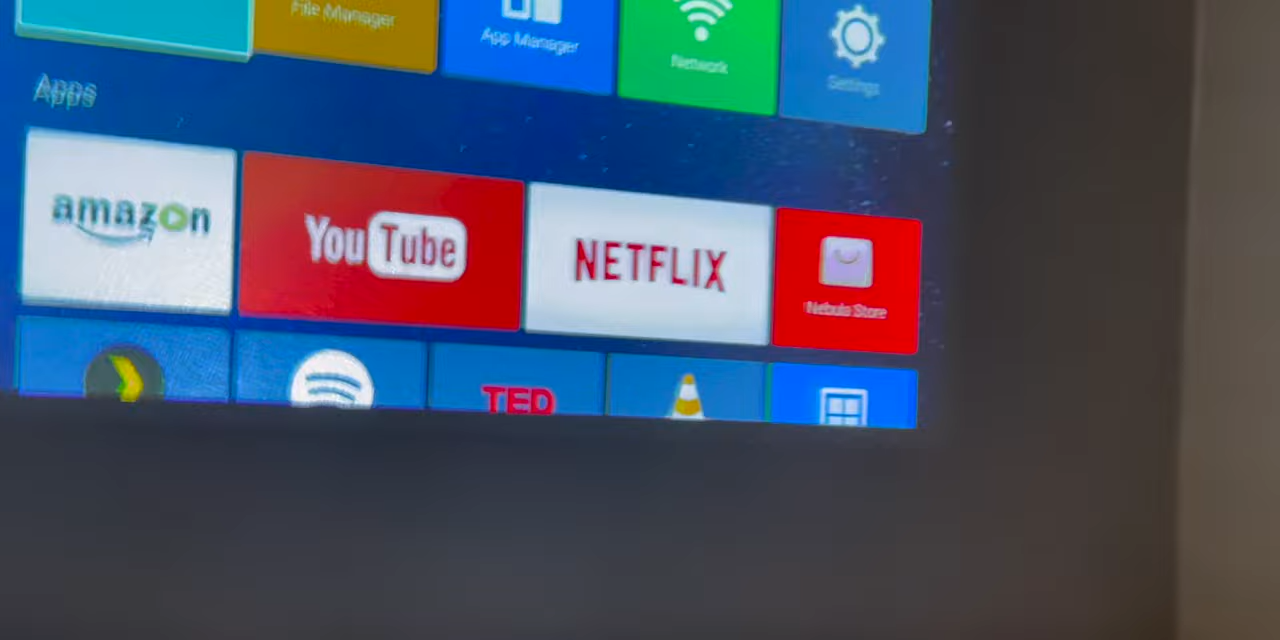 File Manager
App Manager
Network
Settings
Apps
amazon
YouTube
NETFLIX
Nebula Store
TED